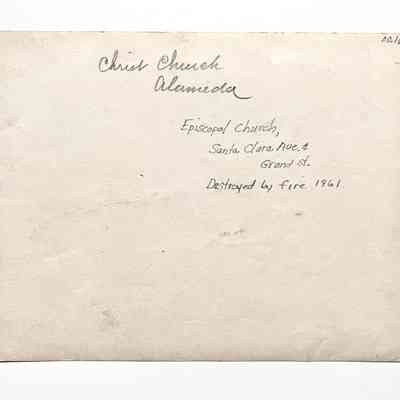 Christ Church
Alameda
Episcopal Church,
Santa Clara Ave. &
Grand St.
Destroyed by fire 1961